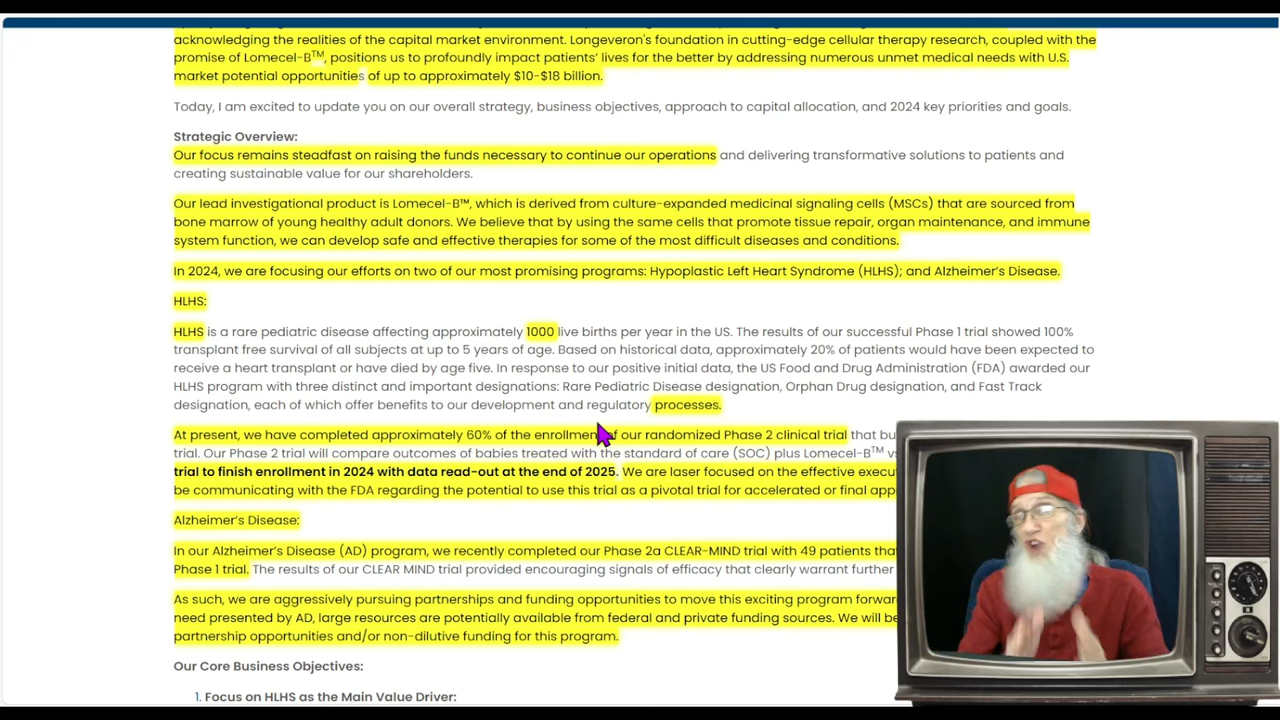 acknowledging the realities of the capital market environment. Longeveron's foundation in cutting-edge cellular therapy research, coupled with the
promise of Lomecel-B™, positions us to profoundly impact patients' lives for the better by addressing numerous unmet medical needs with U.S.
market potential opportunities of up to approximately $10-$18 billion.
Today, I am excited to update you on our overall strategy, business objectives, approach to capital allocation, and 2024 key priorities and goals.
Strategic Overview:
Our focus remains steadfast on raising the funds necessary to continue our operations and delivering transformative solutions to patients and
creating sustainable value for our shareholders.
Our lead investigational product is Lomecel-B™, which is derived from culture-expanded medicinal signaling cells (MSCs) that are sourced from
bone marrow of young healthy adult donors. We believe that by using the same cells that promote tissue repair, organ maintenance, and immune
system function, we can develop safe and effective therapies for some of the most difficult diseases and conditions.
In 2024, we are focusing our efforts on two of our most promising programs: Hypoplastic Left Heart Syndrome (HLHS); and Alzheimer's Disease.
HLHS:
HLHS is a rare pediatric disease affecting approximately 1000 live births per year in the US. The results of our successful Phase 1 trial showed 100%
transplant free survival of all subjects at up to 5 years of age. Based on historical data, approximately 20% of patients would have been expected to
receive a heart transplant or have died by age five. In response to our positive initial data, the US Food and Drug Administration (FDA) awarded our
HLHS program with three distinct and important designations: Rare Pediatric Disease designation, Orphan Drug designation, and Fast Track
designation, each of which offer benefits to our development and regulatory processes.
At present, we have completed approximately 60% of the enrollment of our randomized Phase 2 clinical trial that
trial. Our Phase 2 trial will compare outcomes of babies treated with the standard of care (SOC) plus Lomecel-B™
trial to finish enrollment in 2024 with data read-out at the end of 2025. We are laser focused on the effective
be communicating with the FDA regarding the potential to use this trial as a pivotal trial for accelerated or final
Alzheimer's Disease:
In our Alzheimer's Disease (AD) program, we recently completed our Phase 2a CLEAR-MIND trial with 49 patients
Phase 1 trial. The results of our CLEAR MIND trial provided encouraging signals of efficacy that clearly warrant further
As such, we are aggressively pursuing partnerships and funding opportunities to move this exciting program
need presented by AD, large resources are potentially available from federal and private funding sources. We will
partnership opportunities and/or non-dilutive funding for this program.
Our Core Business Objectives:
1. Focus on HLHS as the Main Value Driver: